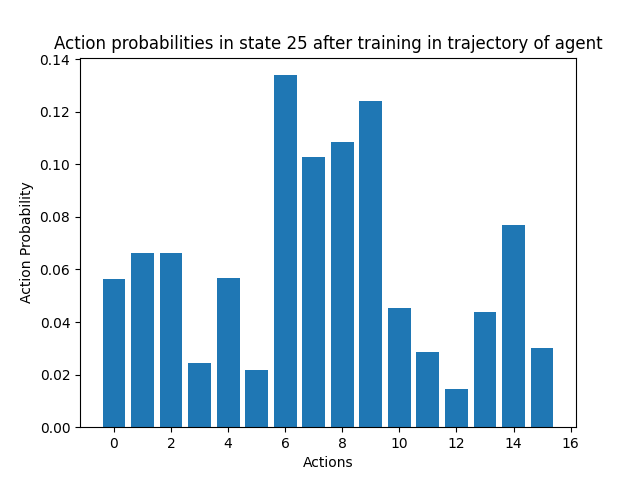 Action probabilities in state 25 after training in trajectory of agent
0.14
0.12
0.10
0.08
0.06
0.04
0.02
0.00
Action Probability
0 2 4 6 8 10 12 14 16
Actions